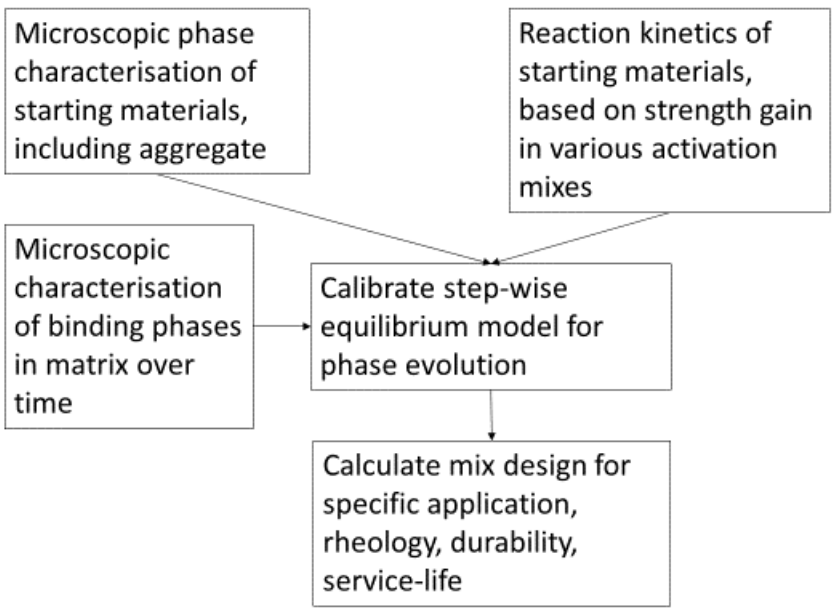 Microscopic phase
characterisation of
starting materials,
including aggregate
Reaction kinetics of
starting materials,
based on strength gain
in various activation
mixes
Microscopic
characterisation
of binding phases
in matrix over
time
Calibrate step-wise
equilibrium model for
phase evolution
Calculate mix design for
specific application,
rheology, durability,
service-life